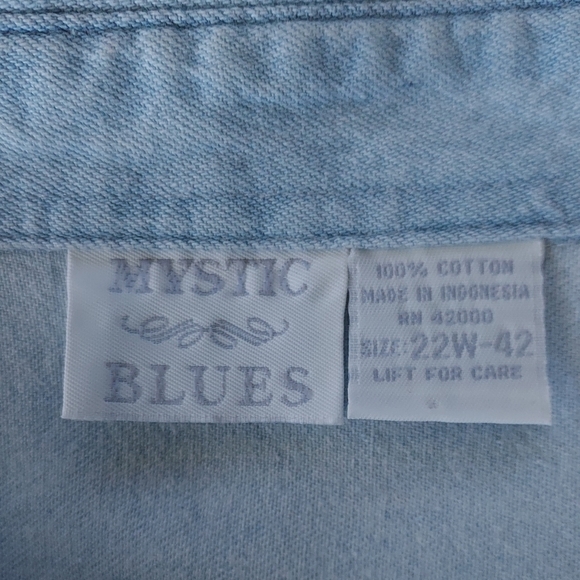 MYSTIC
BLUES
100% COTTON
MADE IN INDONESIA
RN 42000
SIZE: 22W-42
LIFT FOR CARE